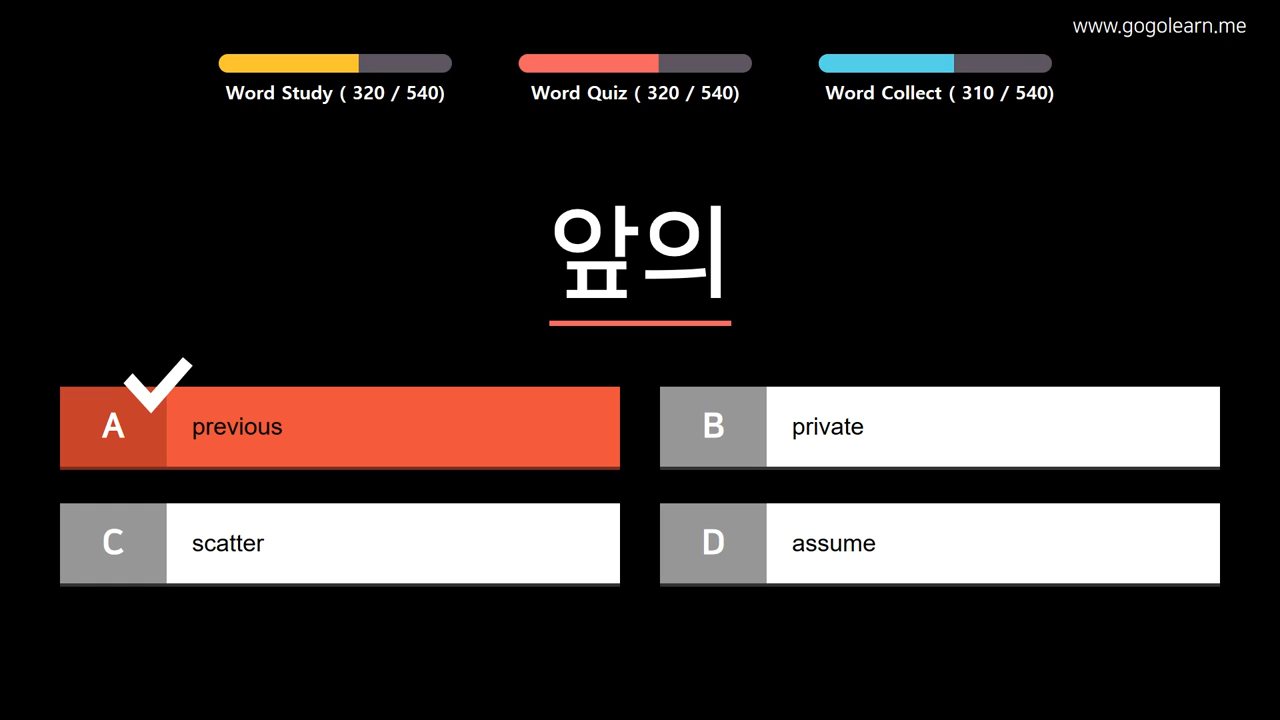 www.gogolearn.me
Word Study ( 320 / 540)
Word Quiz ( 320 / 540)
Word Collect ( 310 / 540)
앞의
A previous
B private
C scatter
D assume